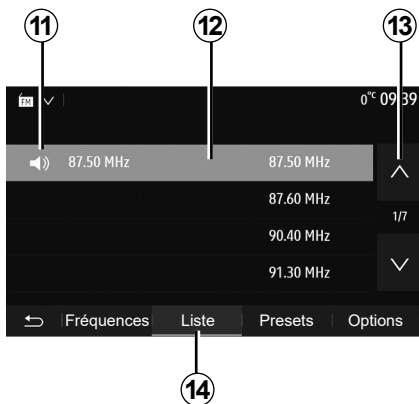 11 12 13
FM 0°C 09:39
87.50 MHz 87.50 MHz
87.60 MHz
1/7
90.40 MHz
91.30 MHz
Fréquences Liste Presets Options
14